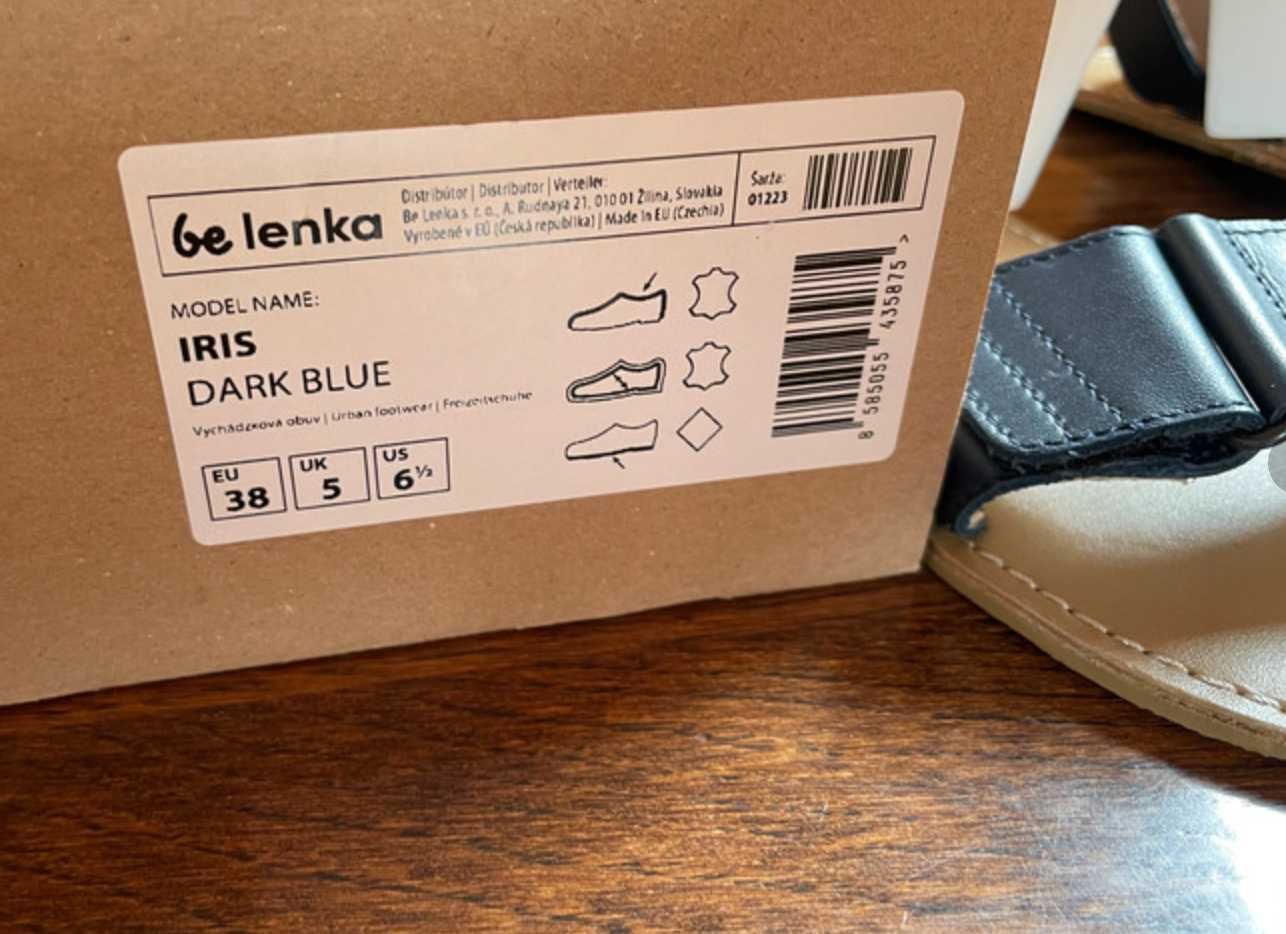 be lenka
Distribútor | Distributor | Verteiler:
Be Lenka s. r. o., A. Rudnaya 21, 010 01 Žilina, Slovakia
Vyrobené v EÚ (Česká republika) | Made in EU (Czechia)
Šarža:
01223
MODEL NAME:
IRIS
DARK BLUE
Vychádzková obuv | Urban footwear | Freizeitschuhe
EU
38
UK
5
US
6½
8 585055 435875 >